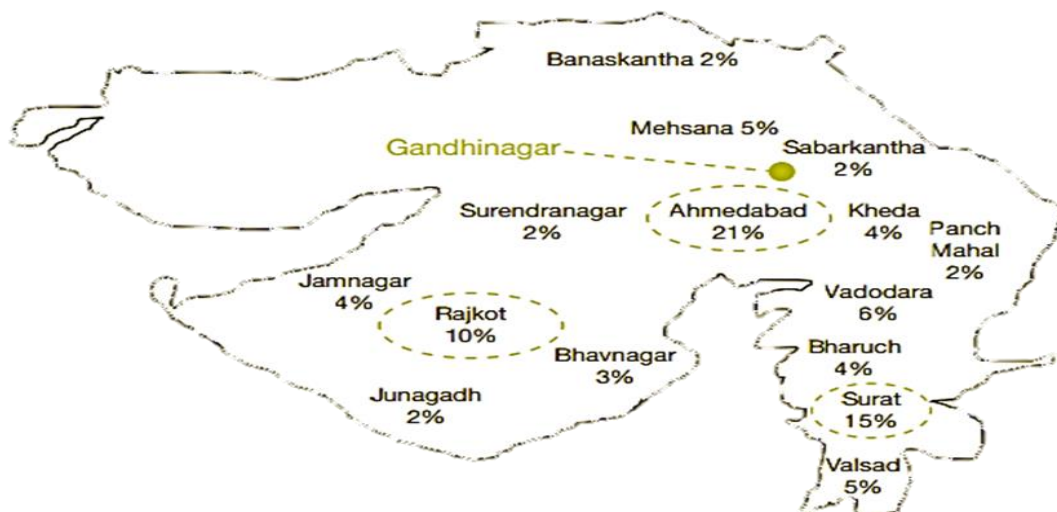 Banaskantha 2%
Mehsana 5%
Gandhinagar
Sabarkantha
2%
Surendranagar
2%
Ahmedabad
21%
Kheda
4%
Panch
Mahal
2%
Jamnagar
4%
Rajkot
10%
Vadodara
6%
Bhavnagar
3%
Bharuch
4%
Junagadh
2%
Surat
15%
Valsad
5%